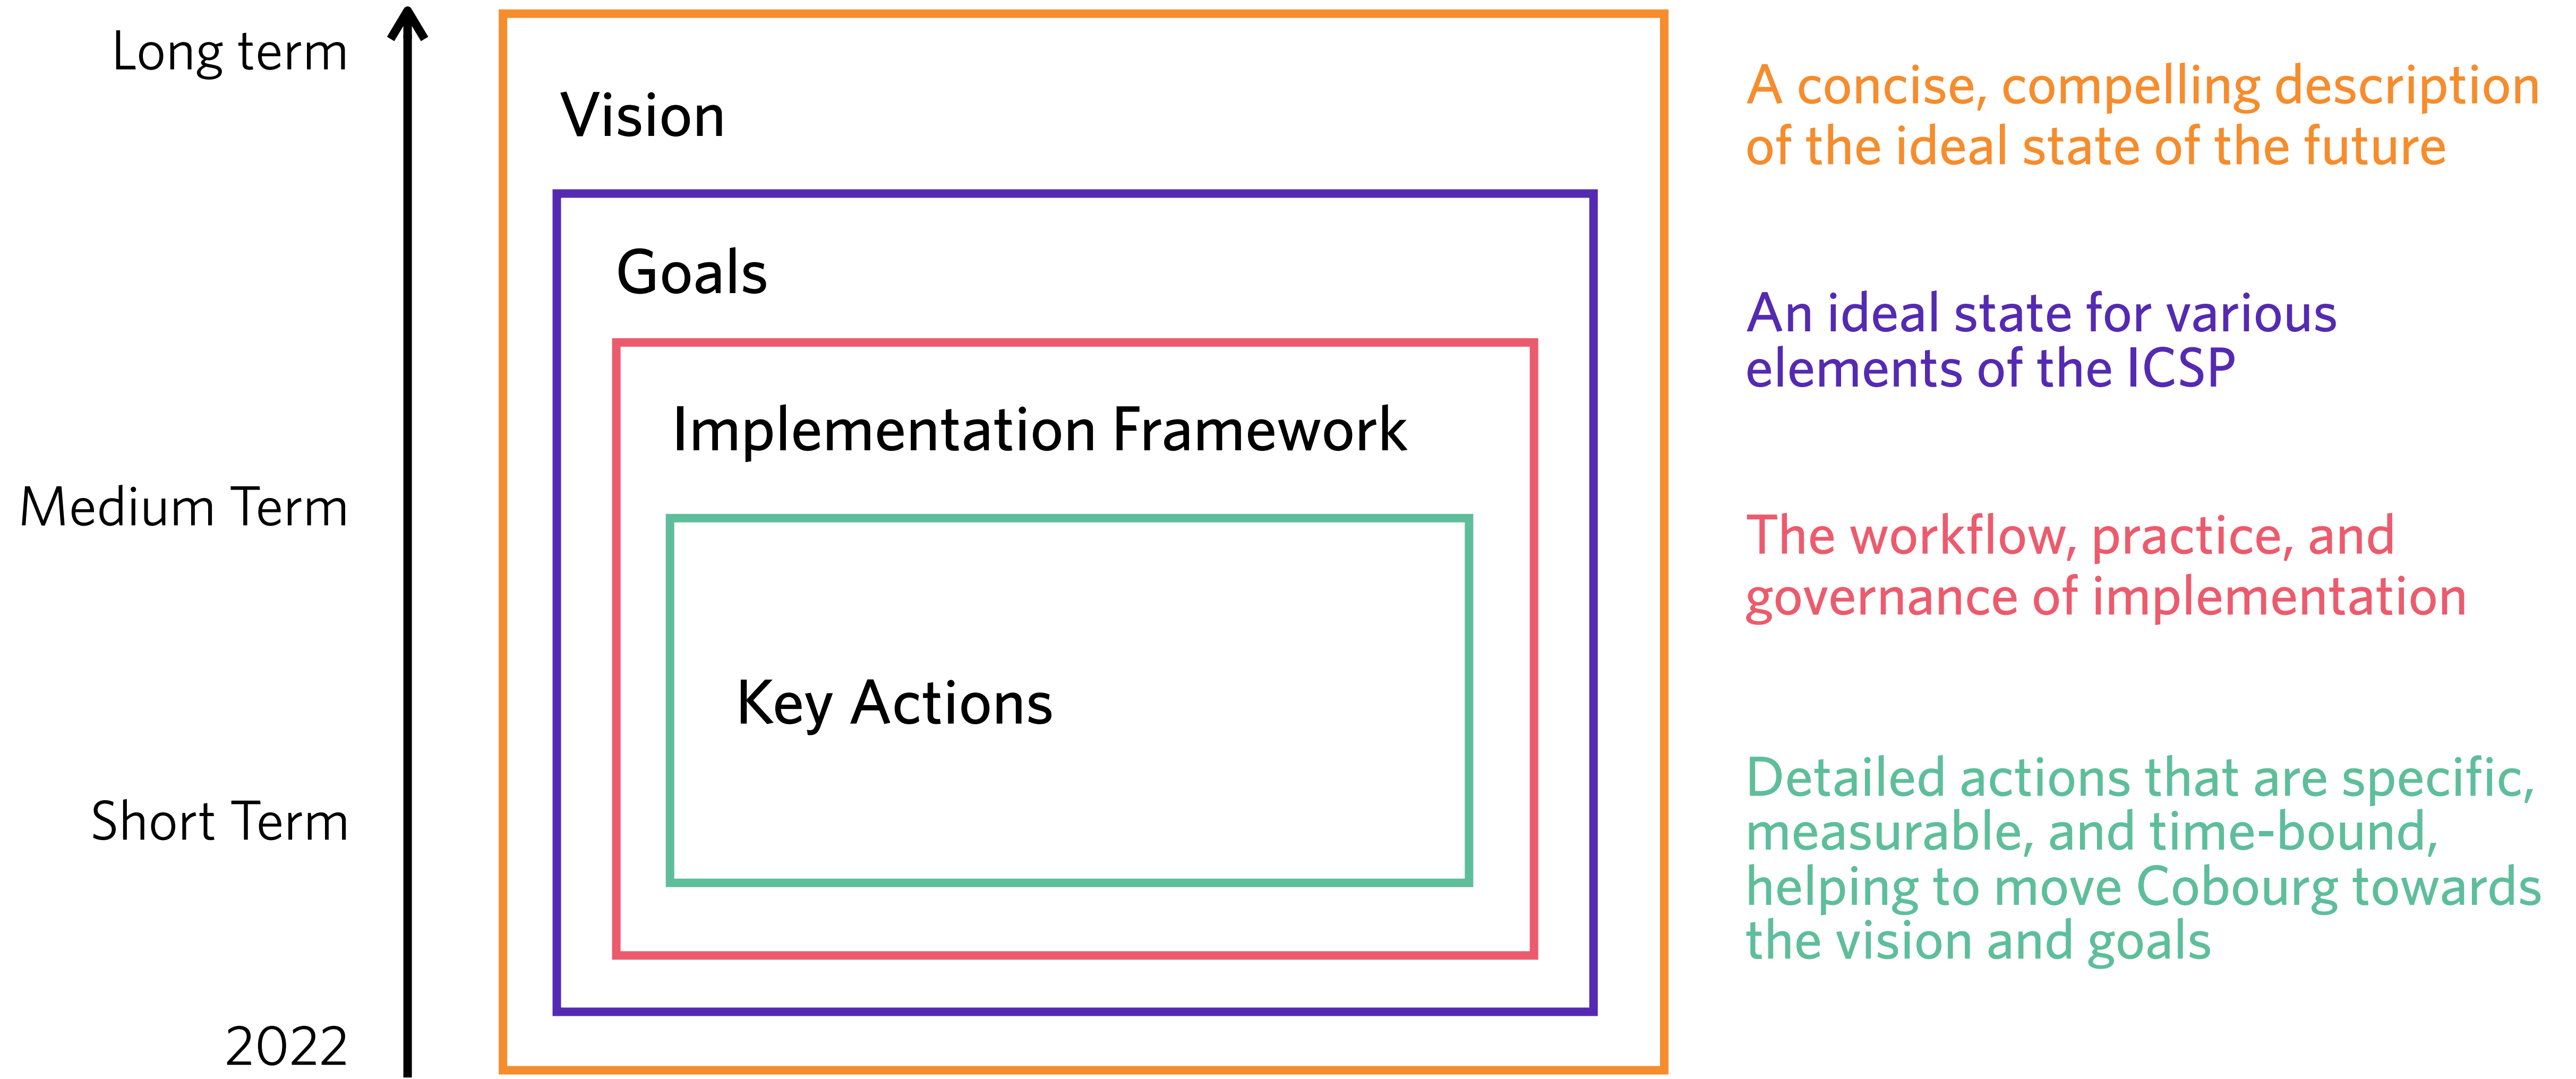 Long term
Medium Term
Short Term
2022
Vision
Goals
Implementation Framework
Key Actions
A concise, compelling description
of the ideal state of the future
An ideal state for various
elements of the ICSP
The workflow, practice, and
governance of implementation
Detailed actions that are specific,
measurable, and time-bound,
helping to move Cobourg towards
the vision and goals